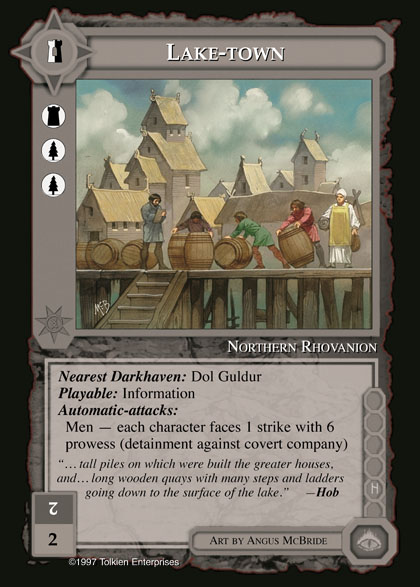 LAKE-TOWN
McB
NORTHERN RHOVANION
Nearest Darkhaven: Dol Guldur
Playable: Information
Automatic-attacks:
Men — each character faces 1 strike with 6
prowess (detainment against covert company)
“… tall piles on which were built the greater houses,
and… long wooden quays with many steps and ladders
going down to the surface of the lake.” —Hob
H
2
2
ART BY ANGUS MCBRIDE
©1997 Tolkien Enterprises